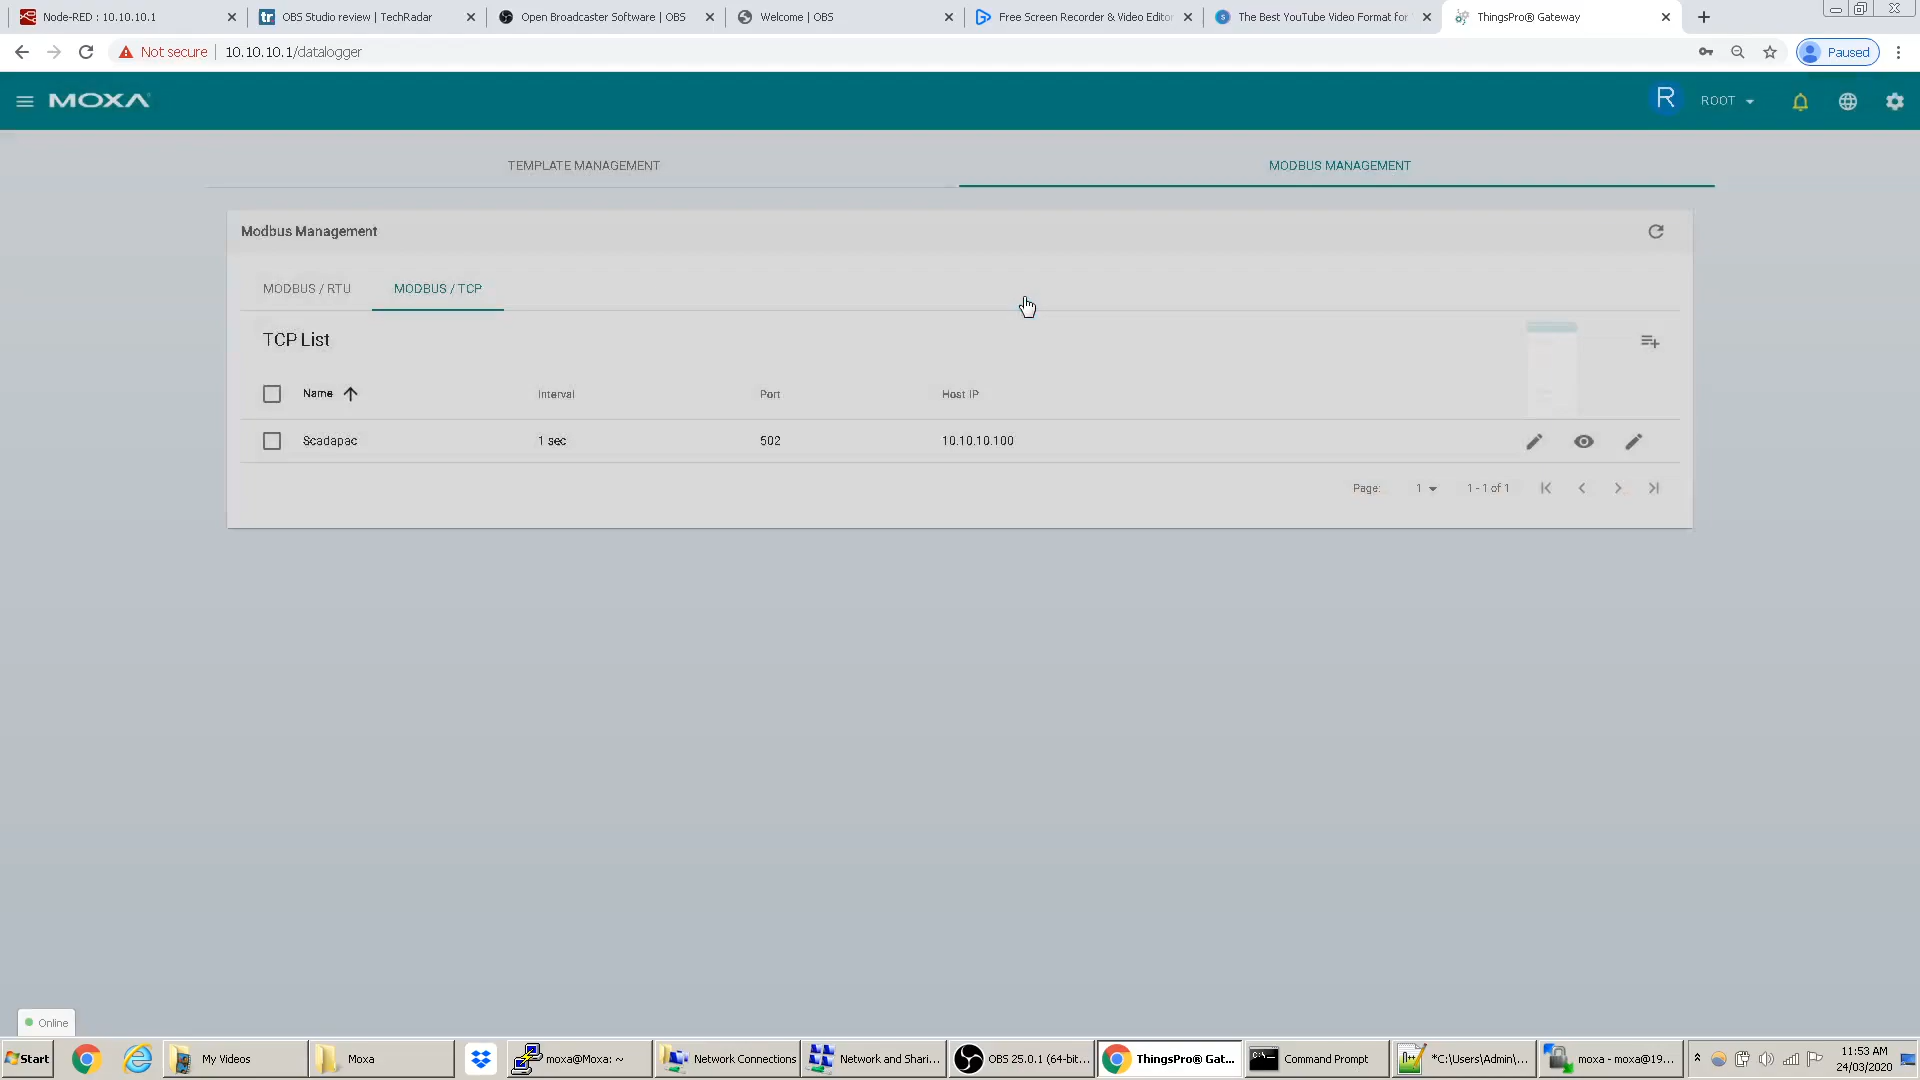 Node-RED : 10.10.10.1
OBS Studio review | TechRadar
Open Broadcaster Software | OBS
Welcome | OBS
Free Screen Recorder & Video Editor
The Best YouTube Video Format for
ThingsPro® Gateway
Not secure
10.10.10.1/datalogger
Paused
MOXA
R
ROOT
TEMPLATE MANAGEMENT
MODBUS MANAGEMENT
Modbus Management
MODBUS / RTU
MODBUS / TCP
TCP List
Name
Interval
Port
Host IP
Scadapac
1 sec
502
10.10.10.100
Page:
1
1 - 1 of 1
Online
Start
My Videos
Moxa
moxa@Moxa: ~
Network Connections
Network and Shari...
OBS 25.0.1 (64-bit...
ThingsPro® Gat...
Command Prompt
*C:\Users\Admin\...
moxa - moxa@19...
11:53 AM
24/03/2020